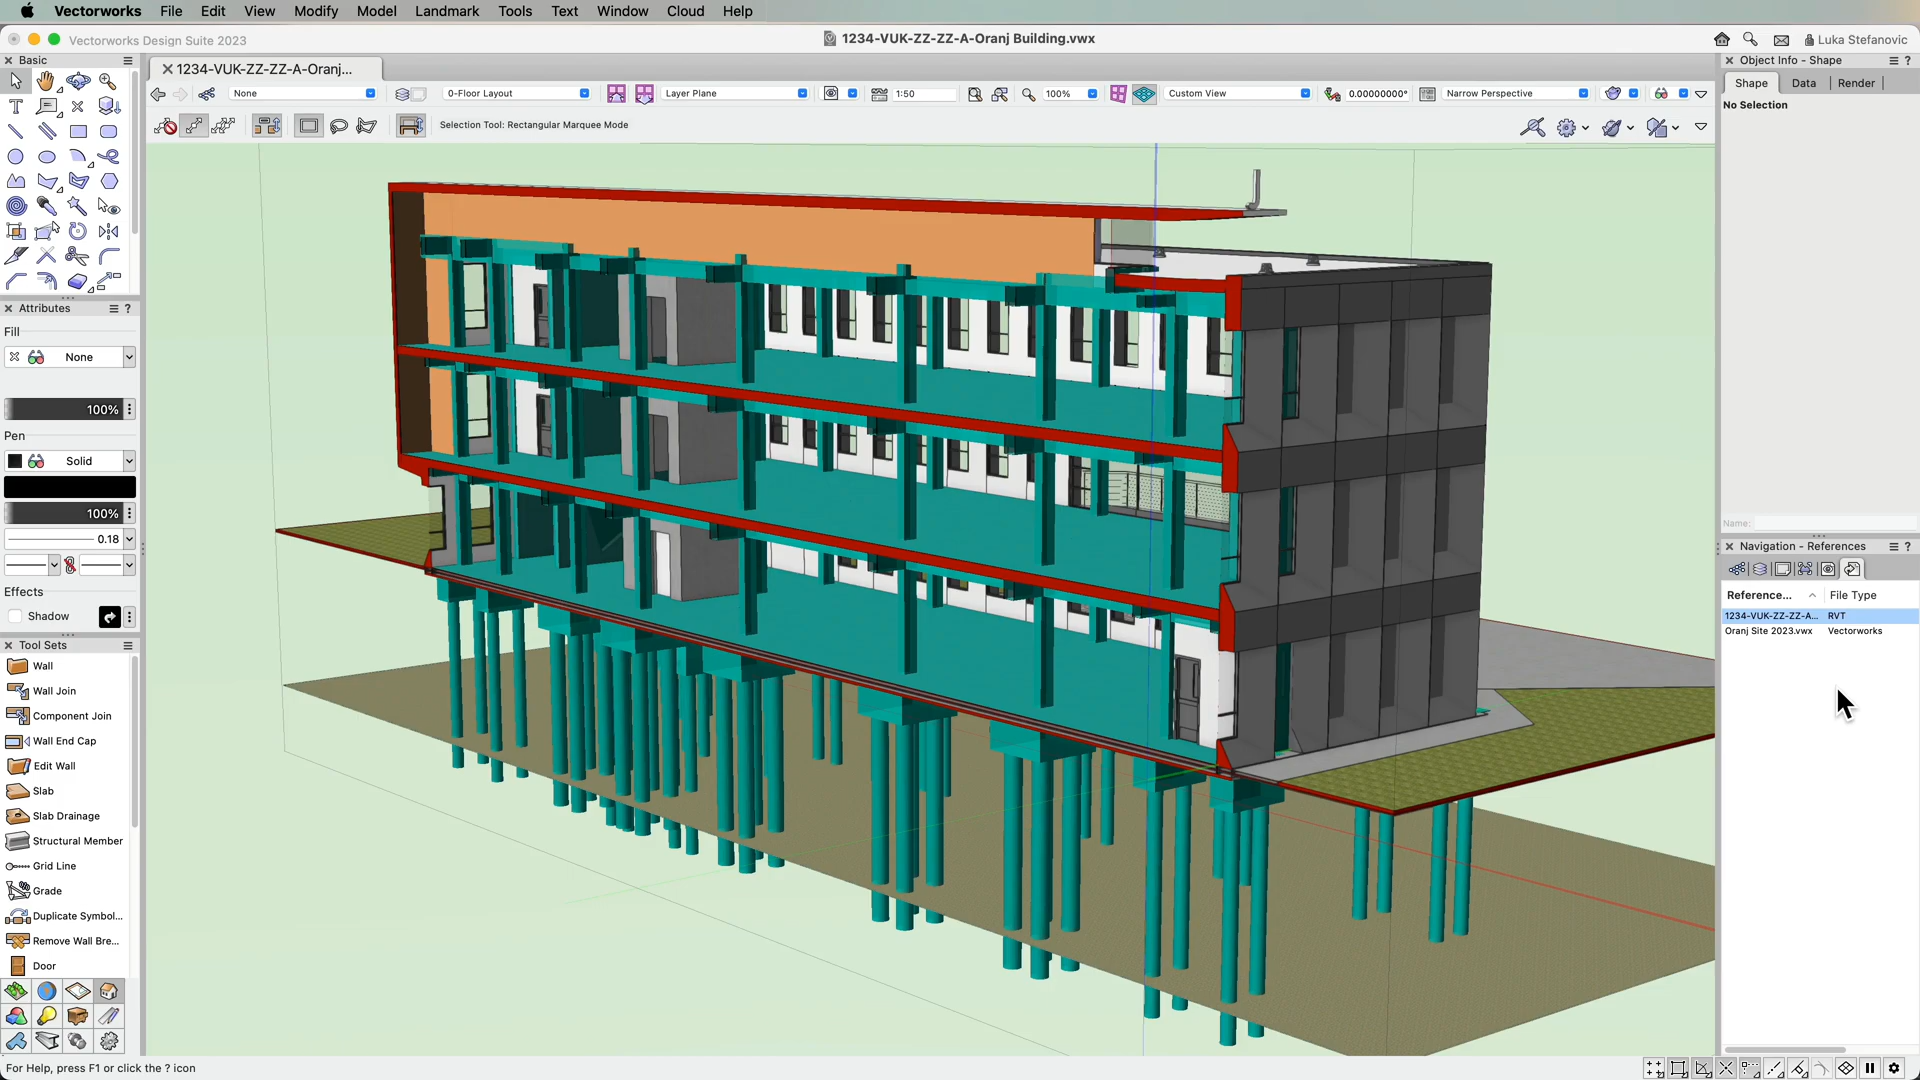 Vectorworks File Edit View Modify Model Landmark Tools Text Window Cloud Help
Vectorworks Design Suite 2023
1234-VUK-ZZ-ZZ-A-Oranj Building.vwx
Luka Stefanovic
Basic
1234-VUK-ZZ-ZZ-A-Oranj...
Object Info - Shape
?
None
0-Floor Layout
Layer Plane
1:50
100%
Custom View
0.00000000°
Narrow Perspective
Shape Data Render
No Selection
Selection Tool: Rectangular Marquee Mode
Attributes
?
Fill
None
100%
Pen
Solid
100%
0.18
Effects
Shadow
Name:
Navigation - References
?
Reference... File Type
1234-VUK-ZZ-ZZ-A... RVT
Oranj Site 2023.vwx Vectorworks
Tool Sets
Wall
Wall Join
Component Join
Wall End Cap
Edit Wall
Slab
Slab Drainage
Structural Member
Grid Line
Grade
Duplicate Symbol...
Remove Wall Bre...
Door
For Help, press F1 or click the ? icon